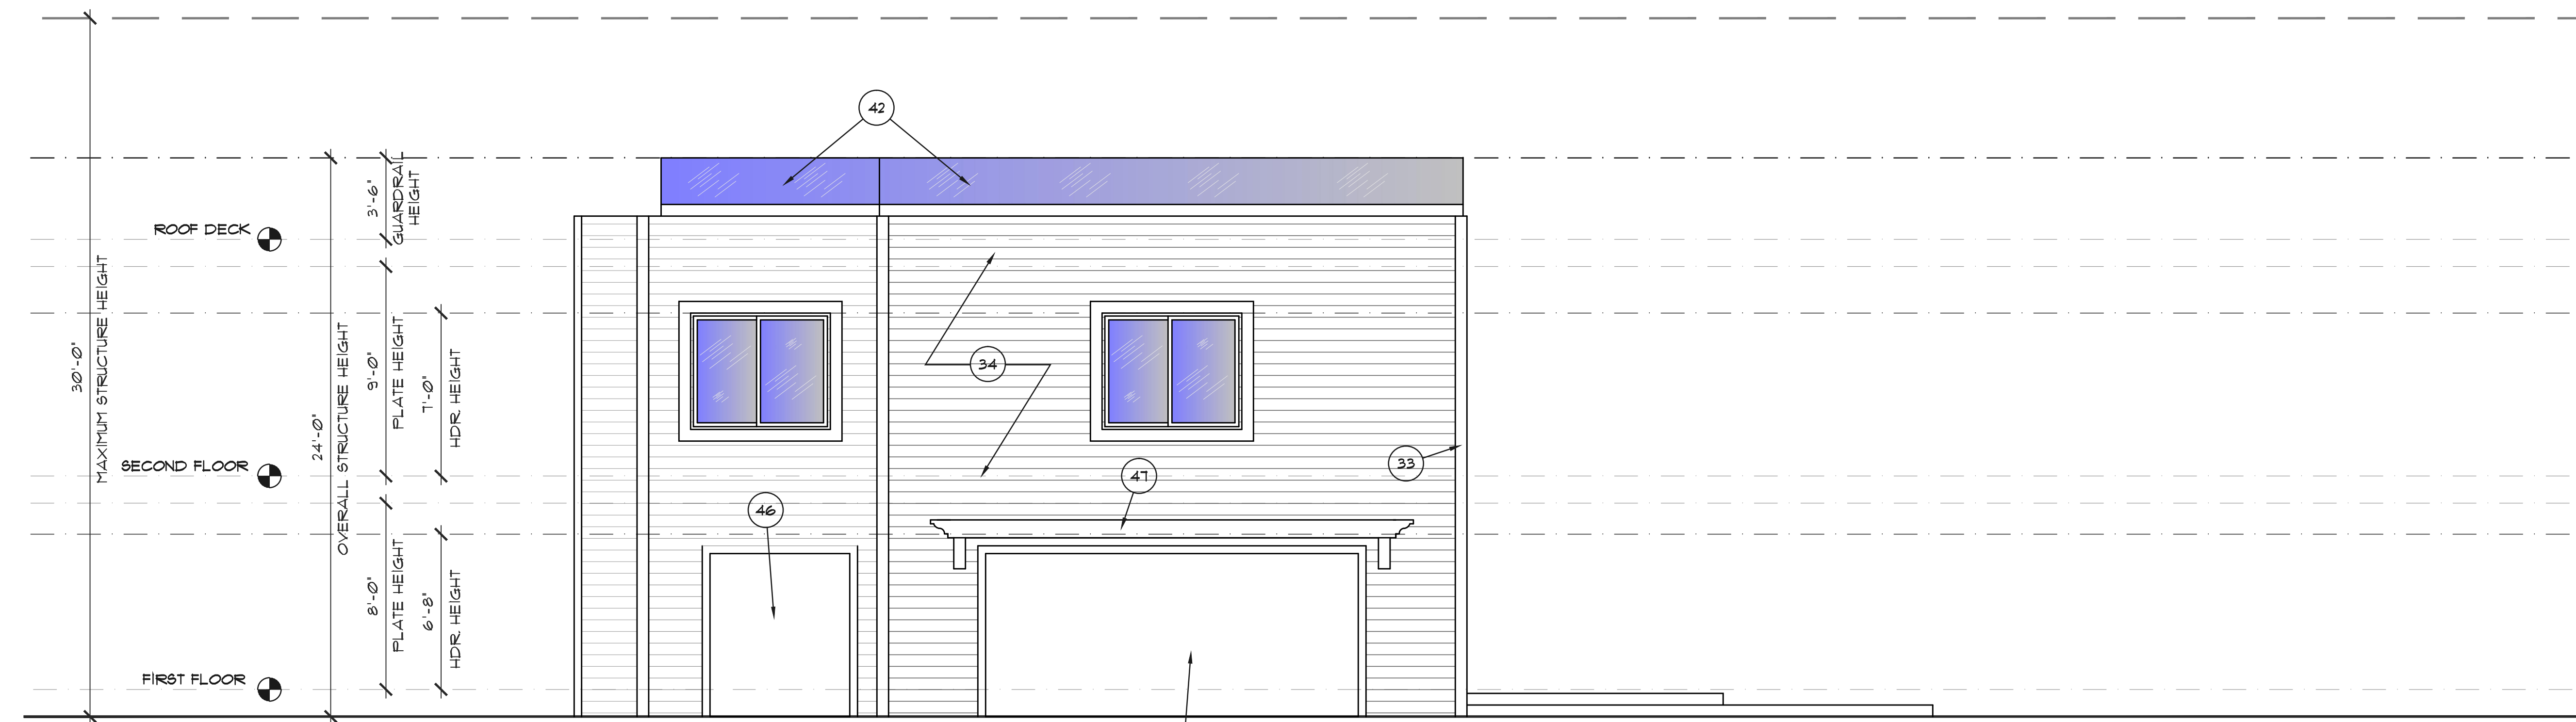 42
3'-6"
GUARDRAIL
HEIGHT
ROOF DECK
30'-0"
MAXIMUM STRUCTURE HEIGHT
24'-0"
OVERALL STRUCTURE HEIGHT
9'-0"
PLATE HEIGHT
7'-0"
HDR. HEIGHT
34
33
SECOND FLOOR
47
46
8'-0"
PLATE HEIGHT
6'-8"
HDR. HEIGHT
FIRST FLOOR